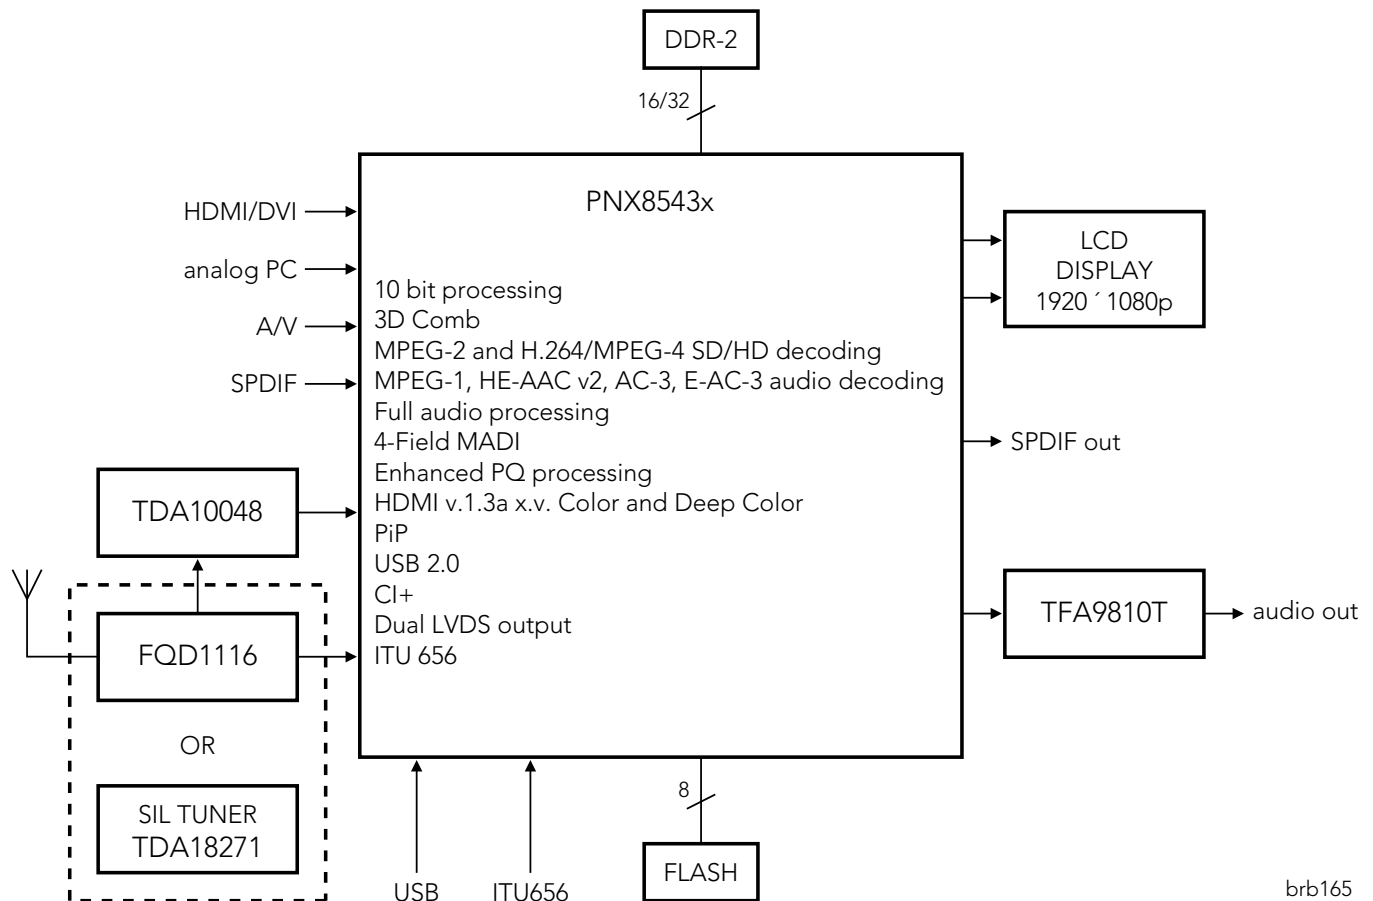 DDR-2
16/32
PNX8543x
HDMI/DVI
analog PC
A/V
SPDIF
10 bit processing
3D Comb
MPEG-2 and H.264/MPEG-4 SD/HD decoding
MPEG-1, HE-AAC v2, AC-3, E-AC-3 audio decoding
Full audio processing
4-Field MADI
Enhanced PQ processing
HDMI v.1.3a x.v. Color and Deep Color
PiP
USB 2.0
CI+
Dual LVDS output
ITU 656
LCD
DISPLAY
1920 ´ 1080p
SPDIF out
TDA10048
FQD1116
OR
SIL TUNER
TDA18271
TFA9810T
audio out
8
USB
ITU656
FLASH
brb165